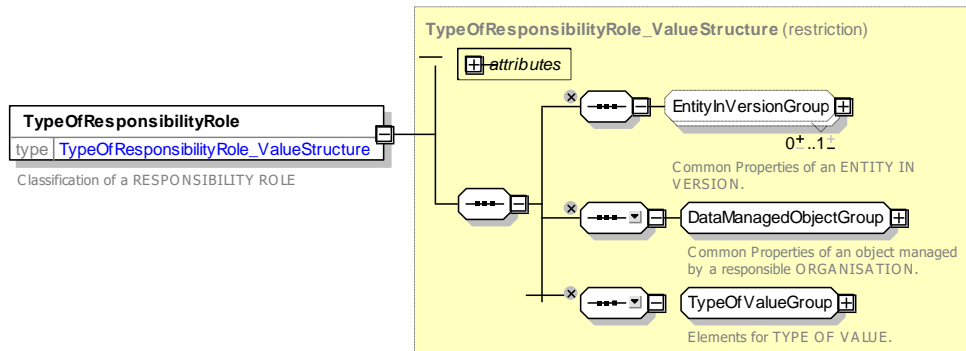 TypeOfResponsibilityRole_ValueStructure (restriction)
attributes
EntityInVersionGroup
0..1
Common Properties of an ENTITY IN
VERSION.
TypeOfResponsibilityRole
type TypeOfResponsibilityRole_ValueStructure
Classification of a RESPONSIBILITY ROLE
DataManagedObjectGroup
Common Properties of an object managed
by a responsible ORGANISATION.
TypeOfValueGroup
Elements for TYPE OF VALUE.